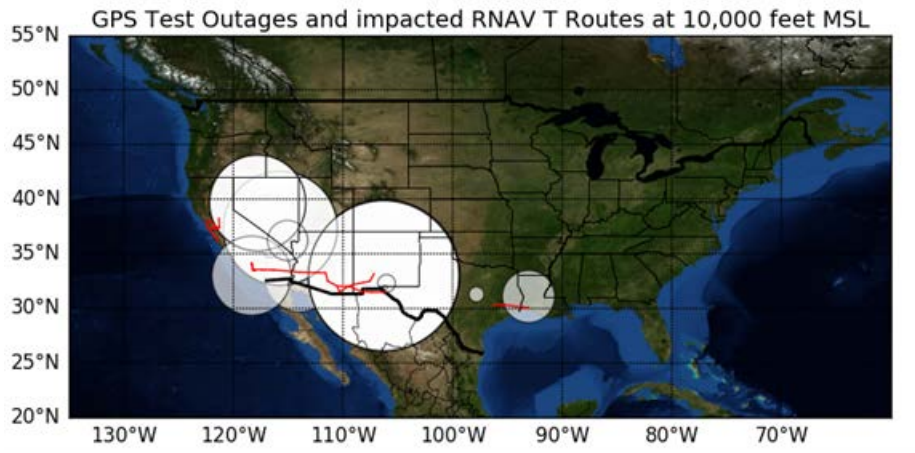 GPS Test Outages and impacted RNAV T Routes at 10,000 feet MSL
55°N
50°N
45°N
40°N
35°N
30°N
25°N
20°N
130°W 120°W 110°W 100°W 90°W 80°W 70°W